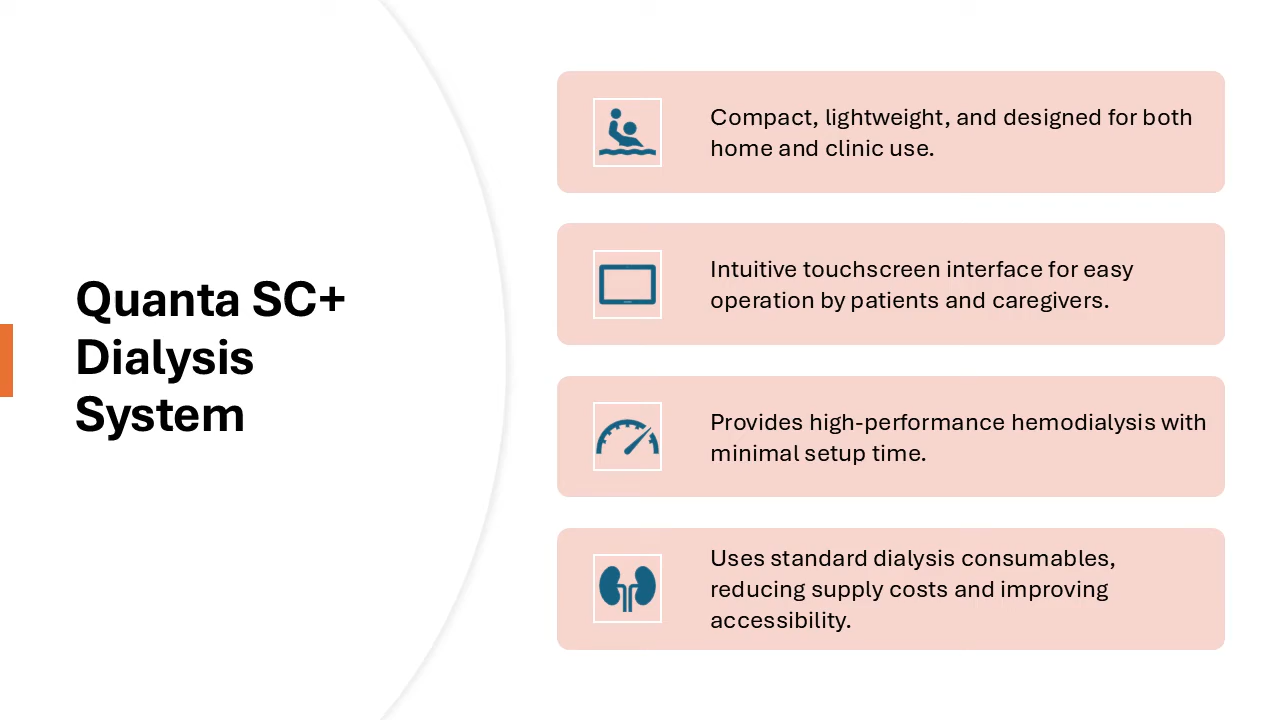 Quanta SC+
Dialysis
System
Compact, lightweight, and designed for both
home and clinic use.
Intuitive touchscreen interface for easy
operation by patients and caregivers.
Provides high-performance hemodialysis with
minimal setup time.
Uses standard dialysis consumables,
reducing supply costs and improving
accessibility.